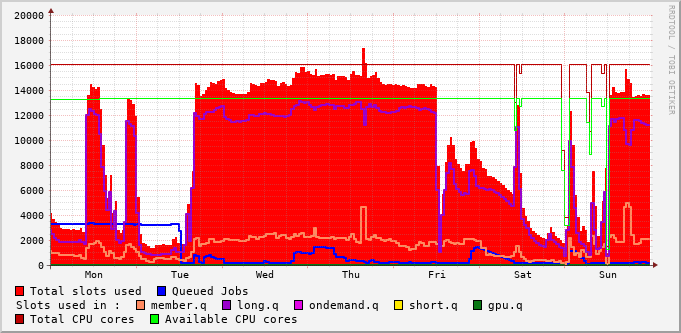 20000
18000
16000
14000
12000
10000
8000
6000
4000
2000
0
Mon Tue Wed Thu Fri Sat Sun
RRDTOOL / TOBI OETIKER
Total slots used Queued Jobs
Slots used in : member.q long.q ondemand.q short.q gpu.q
Total CPU cores Available CPU cores